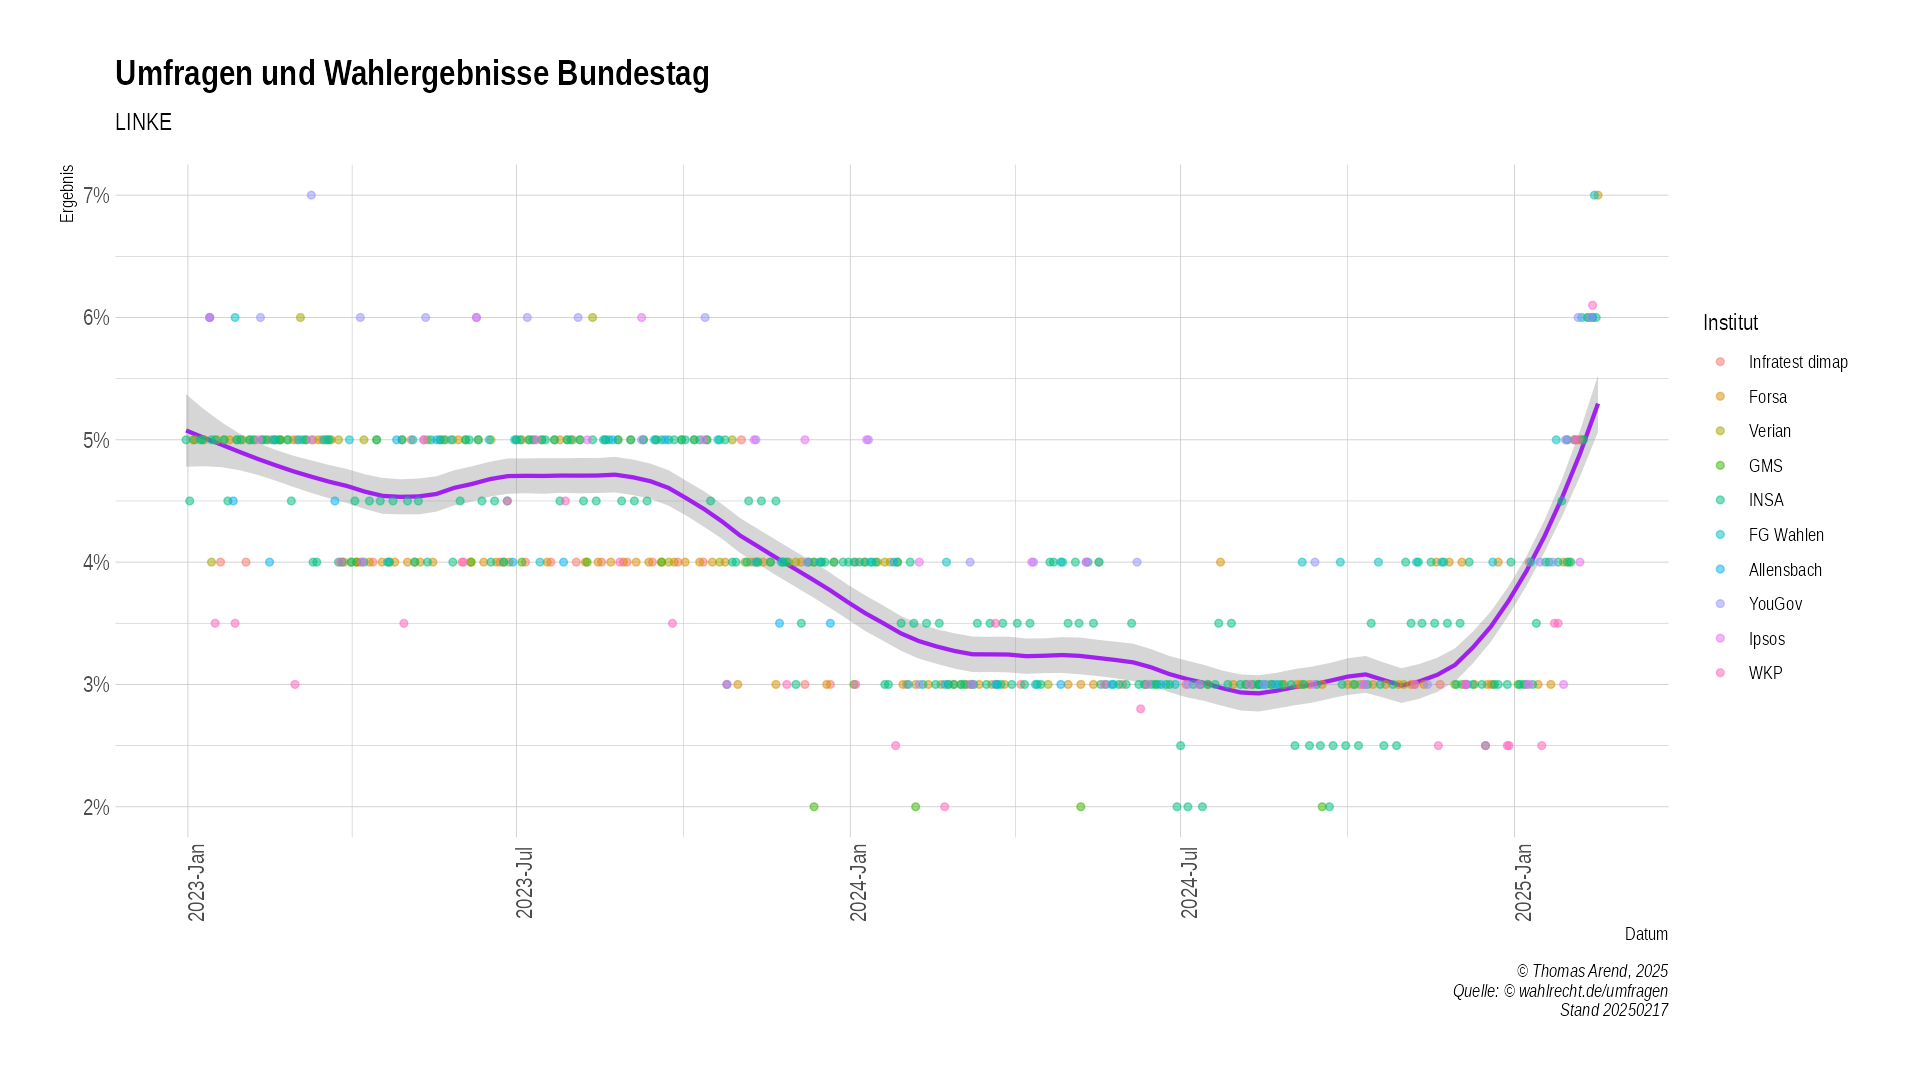 Umfragen und Wahlergebnisse Bundestag
LINKE
Ergebnis
7%
6%
5%
4%
3%
2%
2023-Jan
2023-Jul
2024-Jan
2024-Jul
2025-Jan
Datum
Institut
Infratest dimap
Forsa
Verian
GMS
INSA
FG Wahlen
Allensbach
YouGov
Ipsos
WKP
© Thomas Arend, 2025
Quelle: © wahlrecht.de/umfragen
Stand 20250217